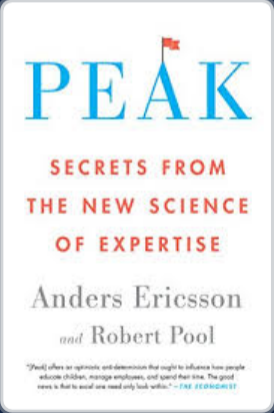 PEAK
SECRETS FROM
THE NEW SCIENCE
OF EXPERTISE
Anders Ericsson
and Robert Pool
"[Peak] offers an optimistic anti-determinism that ought to influence how people
educate children, manage employees, and spend their time. The good
news is that to excel one need only look within." – THE ECONOMIST